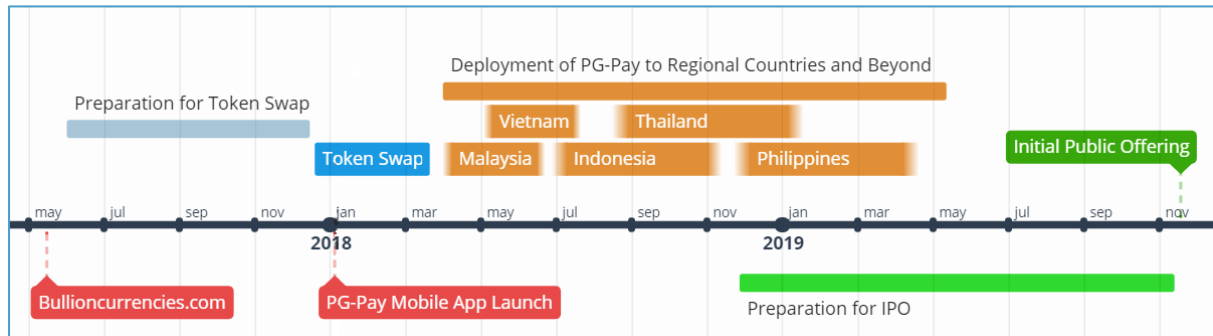 Deployment of PG-Pay to Regional Countries and Beyond
Preparation for Token Swap
Vietnam
Thailand
Token Swap
Malaysia
Indonesia
Philippines
Initial Public Offering
may jul sep nov jan mar may jul sep nov jan mar may jul sep nov
2018 2019
Bullioncurrencies.com
PG-Pay Mobile App Launch
Preparation for IPO